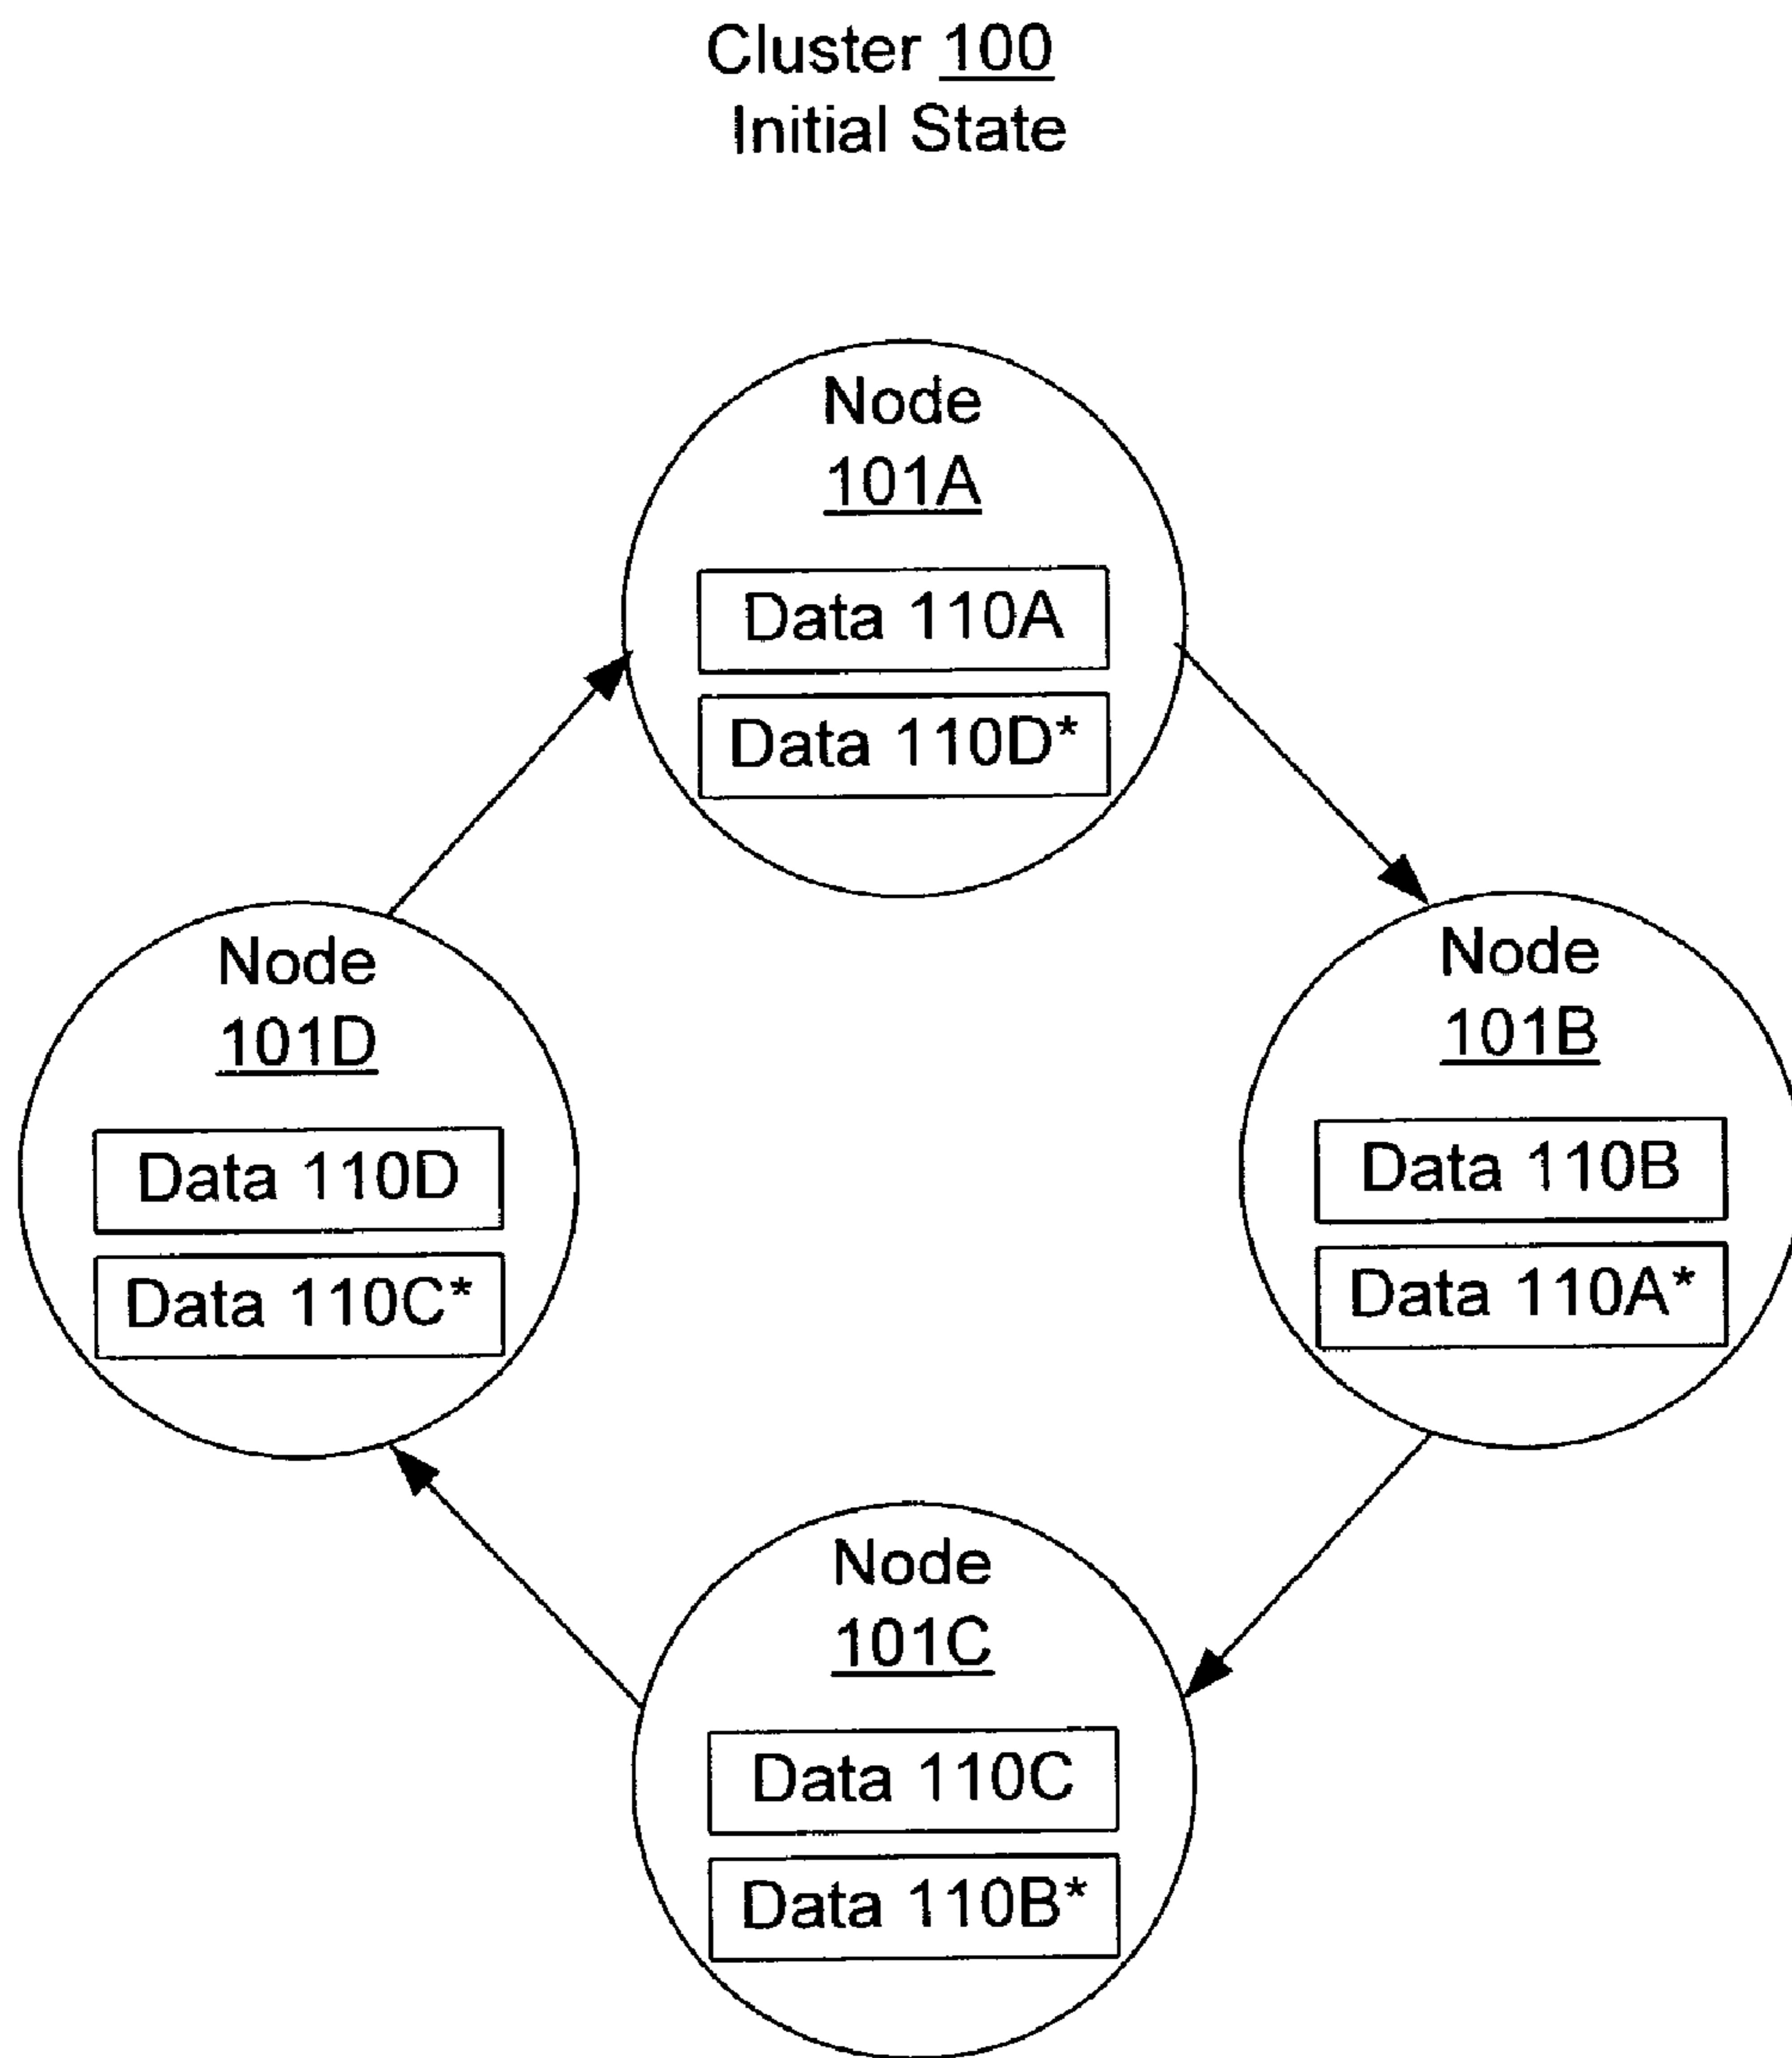 Cluster 100
Initial State
Node
101A
Data 110A
Data 110D*
Node
101D
Data 110D
Data 110C*
Node
101B
Data 110B
Data 110A*
Node
101C
Data 110C
Data 110B*